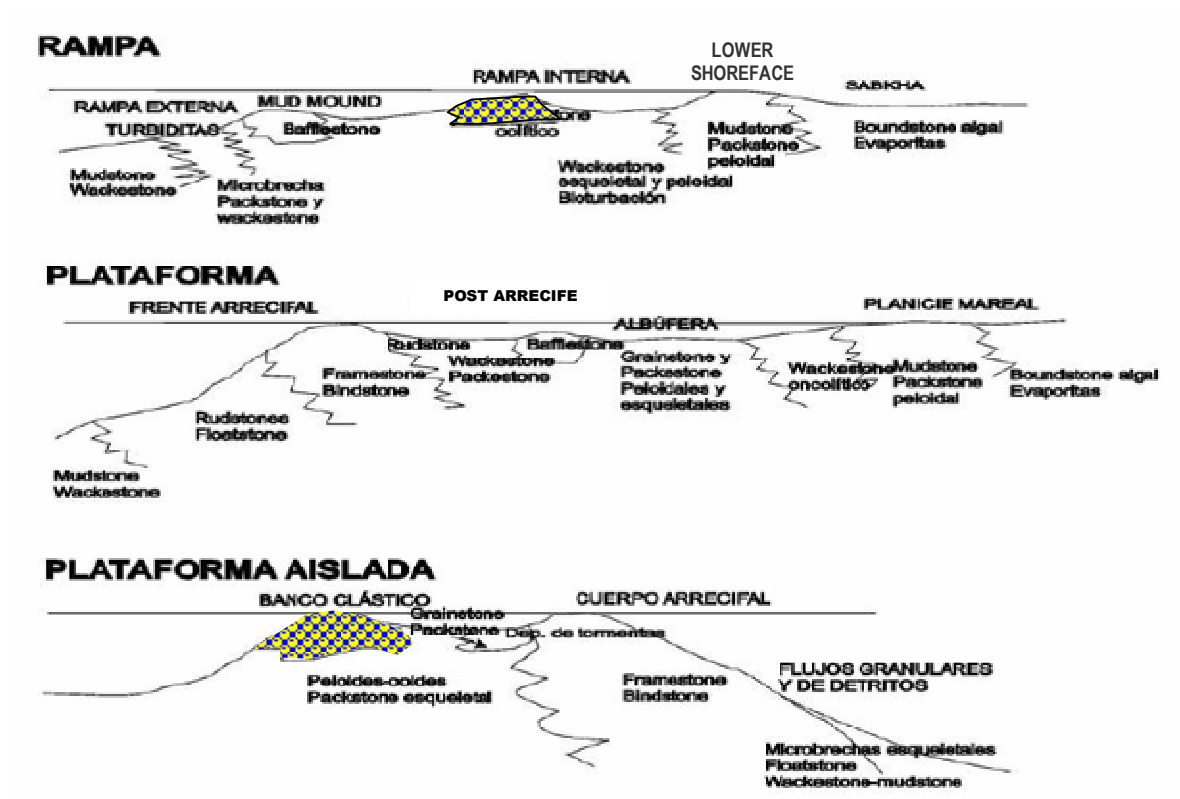 RAMPA
LOWER
SHOREFACE
RAMPA INTERNA
SABKHA
RAMPA EXTERNA
MUD MOUND
TURBIDITAS
Bafflestone
oolítico
Mudstone
Packstone
peloidal
Boundstone algal
Evaporitas
Mudstone
Wackestone
Microbrecha
Packstone y
wackestone
Wackestone
esqueletal y peloidal
Bioturbación
PLATAFORMA
FRENTE ARRECIFAL
POST ARRECIFE
PLANICIE MAREAL
ALBÚFERA
Rudstone
Bafflestone
Wackestone
Packestone
Grainstone y
Packestone
Peloidales y
esqueletales
Framestone
Bindstone
Wackestone
oncolítico
Mudstone
Packstone
peloidal
Boundstone algal
Evaporitas
Rudstones
Floatstone
Mudstone
Wackestone
PLATAFORMA AISLADA
BANCO CLÁSTICO
CUERPO ARRECIFAL
Grainstone
Packstone
Dep. de tormentas
Peloides-ooides
Packstone esqueletal
Framestone
Bindstone
FLUJOS GRANULARES
Y DE DETRITOS
Microbrechas esqueletales
Floatstone
Wackestone-mudstone